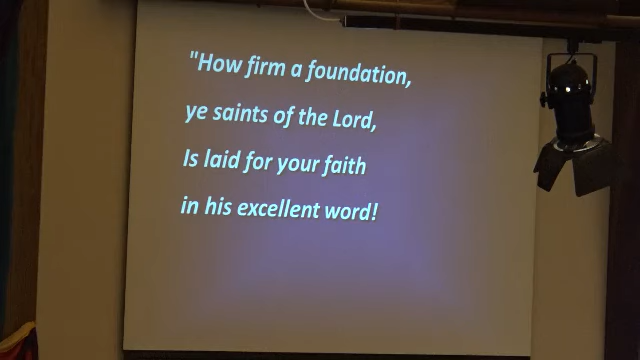 "How firm a foundation,
ye saints of the Lord,
Is laid for your faith
in his excellent word!